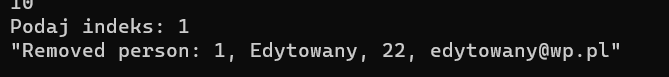 10
Podaj indeks: 1
"Removed person: 1, Edytowany, 22, edytowany@wp.pl"